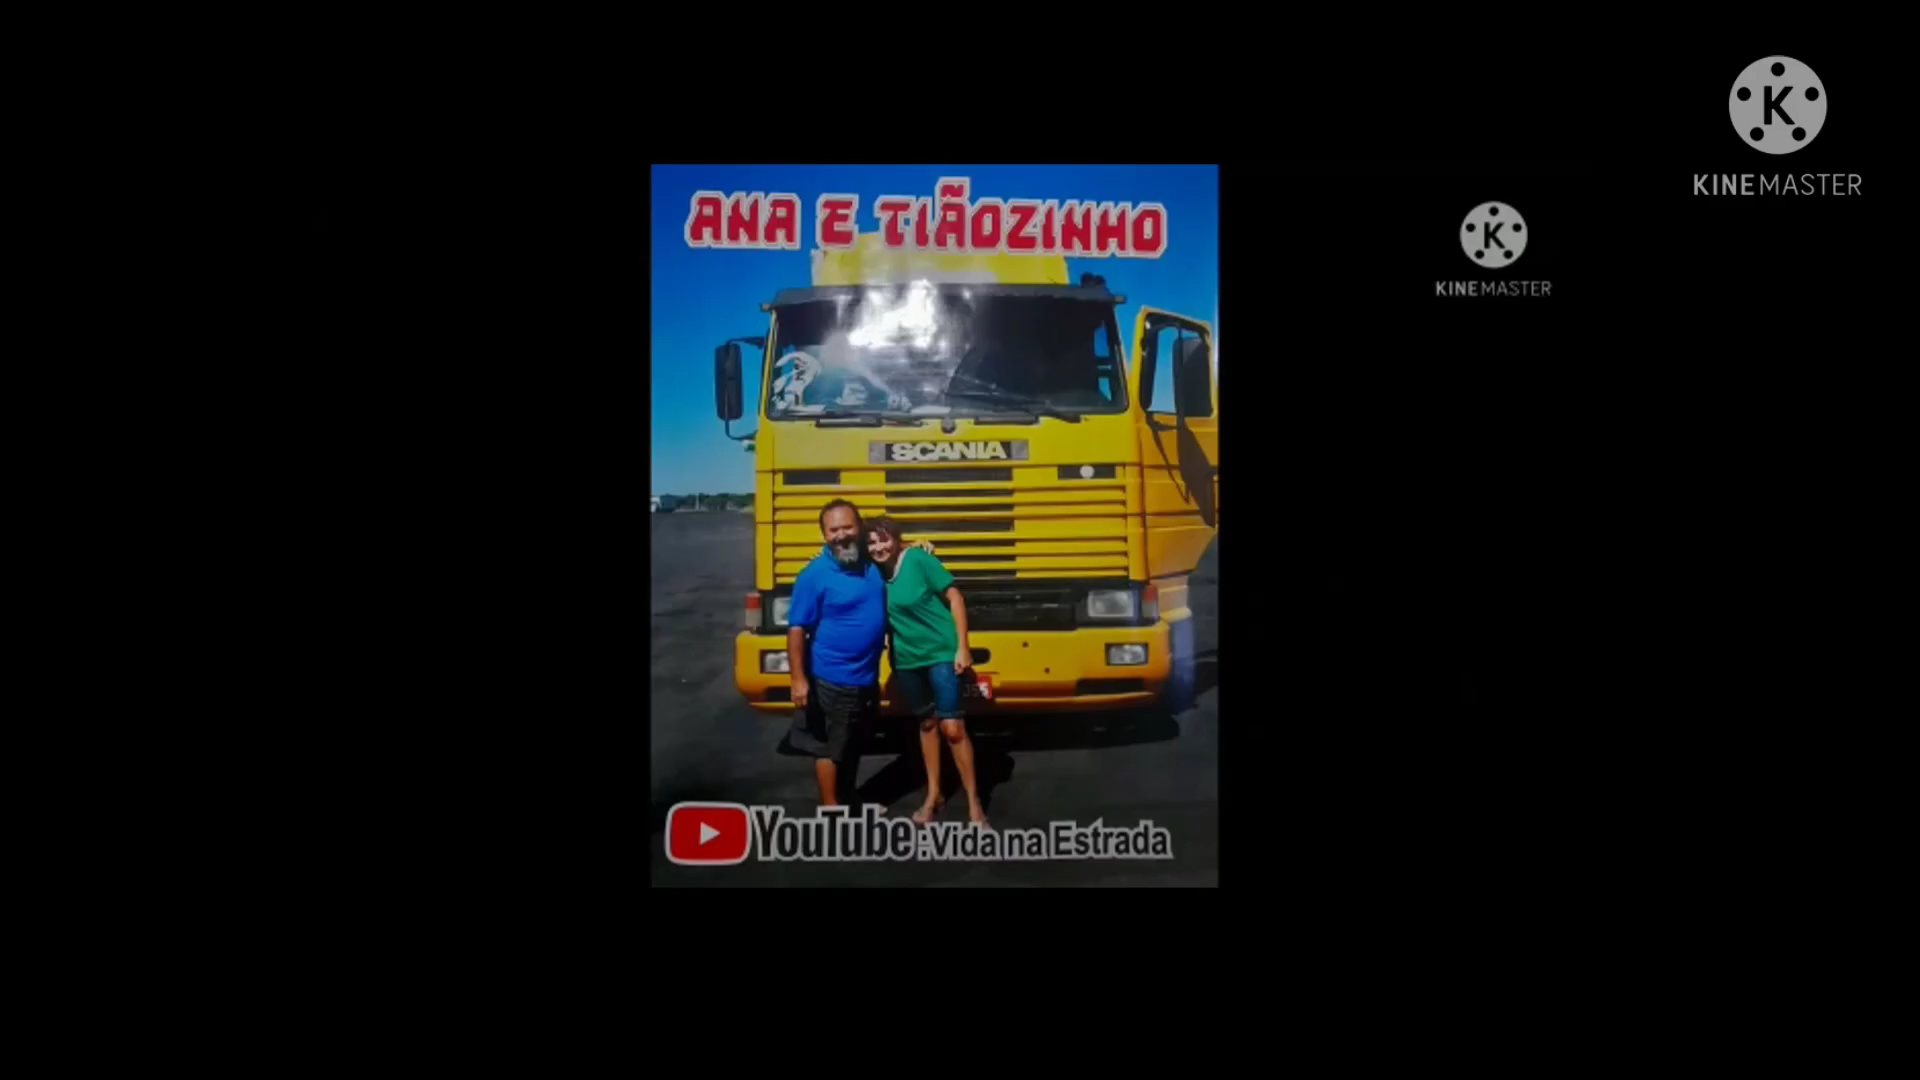 K
KINEMASTER
K
KINEMASTER
ANA E TIÃOZINHO
SCANIA
YouTube:Vida na Estrada